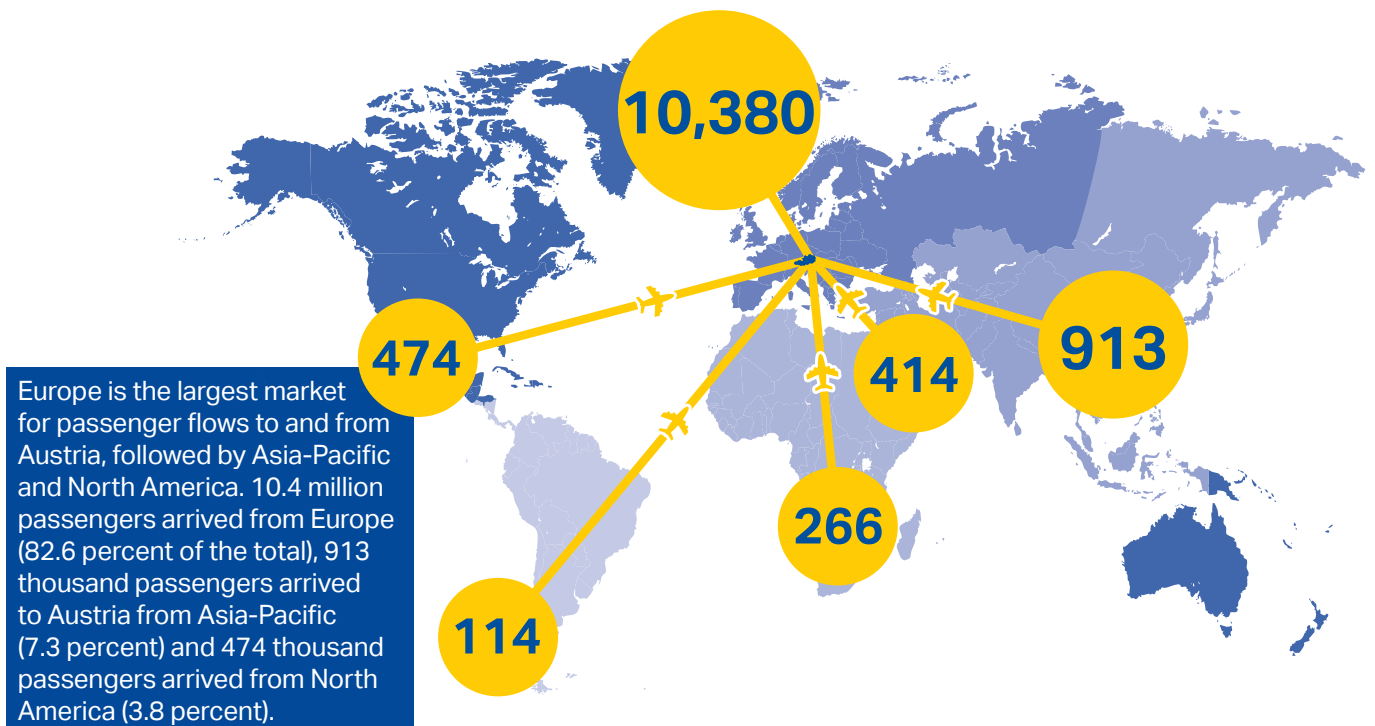 10,380
474
414
913
266
114
Europe is the largest market
for passenger flows to and from
Austria, followed by Asia-Pacific
and North America. 10.4 million
passengers arrived from Europe
(82.6 percent of the total), 913
thousand passengers arrived
to Austria from Asia-Pacific
(7.3 percent) and 474 thousand
passengers arrived from North
America (3.8 percent).